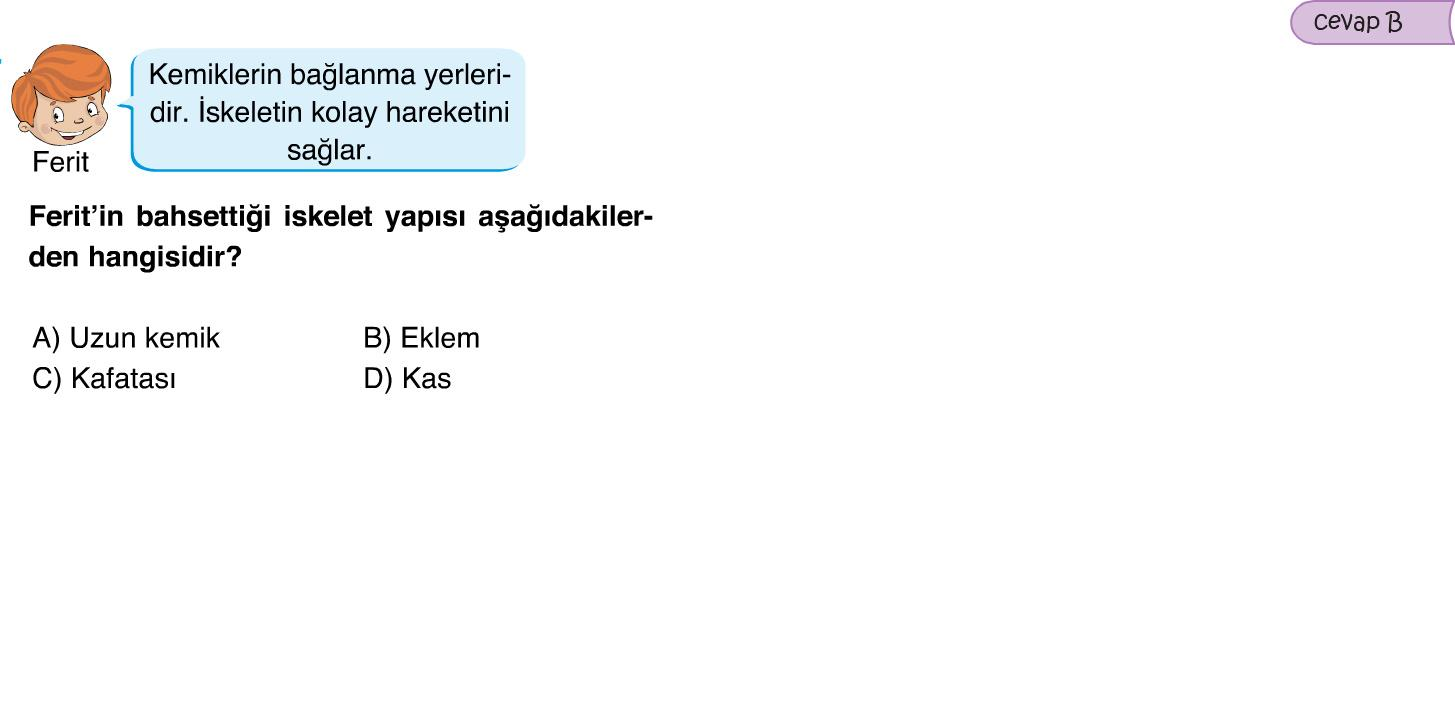 Cevap B
Kemiklerin bağlanma yerleri-
dir. İskeletin kolay hareketini
sağlar.
Ferit
Ferit’in bahsettiği iskelet yapısı aşağıdakiler-
den hangisidir?
A) Uzun kemik B) Eklem
C) Kafatası D) Kas